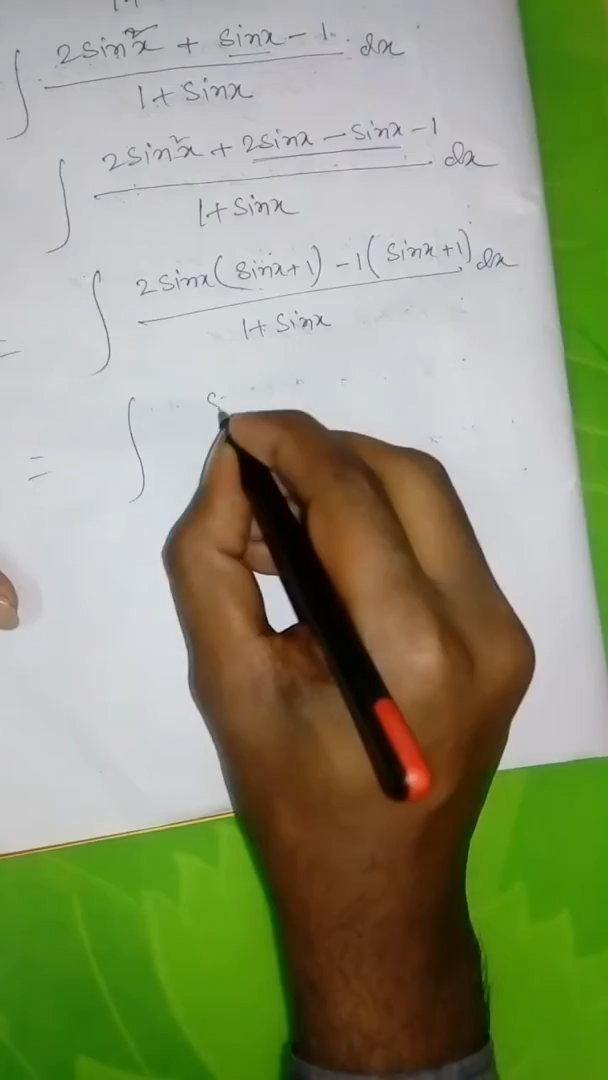 ∫ (2sin²x + sinx - 1) / (1 + sinx) dx
∫ (2sin²x + 2sinx - sinx - 1) / (1 + sinx) dx
= ∫ (2sinx(sinx+1) - 1(sinx+1)) / (1 + sinx) dx
= ∫